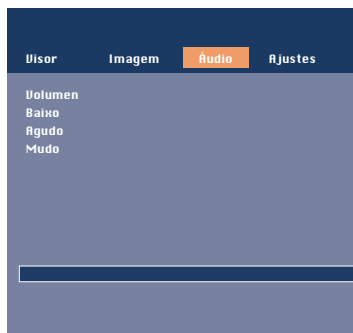 Visor Imagem Áudio Ajustes
Volumen
Baixo
Agudo
Mudo